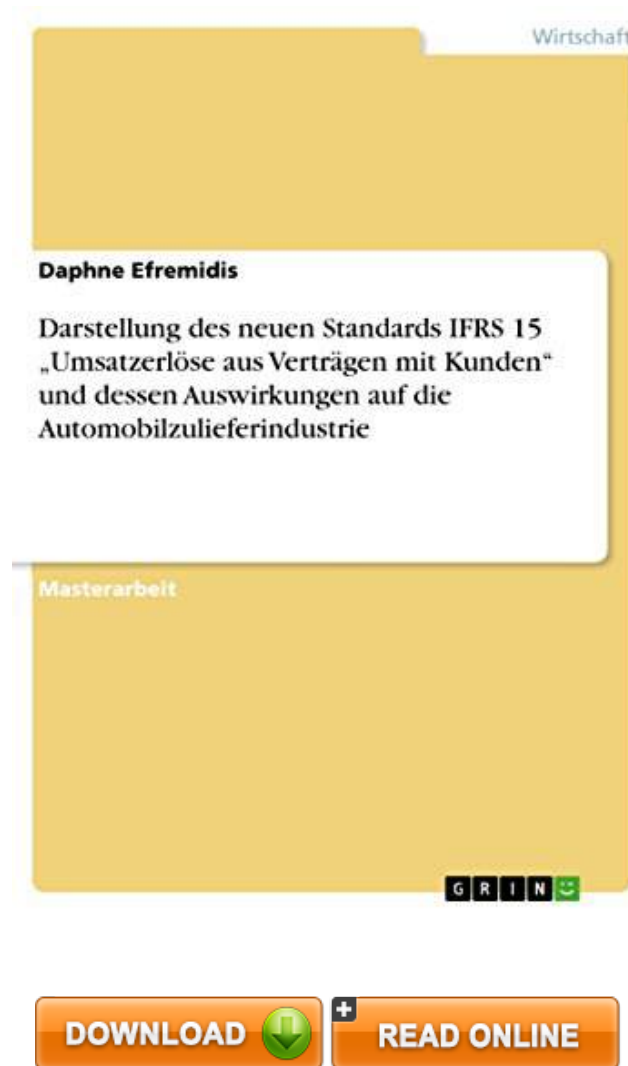 Wirtschaft
Daphne Efremidis
Darstellung des neuen Standards IFRS 15
„Umsatzerlöse aus Verträgen mit Kunden“
und dessen Auswirkungen auf die
Automobilzulieferindustrie
Masterarbeit
GRIN
DOWNLOAD
READ ONLINE